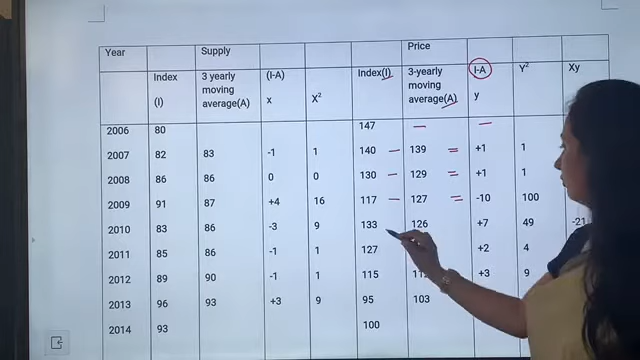 Year Supply Price
Index 3 yearly (I-A) Index(I) 3-yearly I-A Y² Xy
moving moving
(I) average(A) x X² average(A) y
2006 80 147 — —
2007 82 83 -1 1 140 — 139 = +1 1
2008 86 86 0 0 130 — 129 = +1 1
2009 91 87 +4 16 117 — 127 = -10 100
2010 83 86 -3 9 133 126 +7 49 -21
2011 85 86 -1 1 127 +2 4
2012 89 90 -1 1 115 +3 9
2013 96 93 +3 9 95 103
2014 93 100